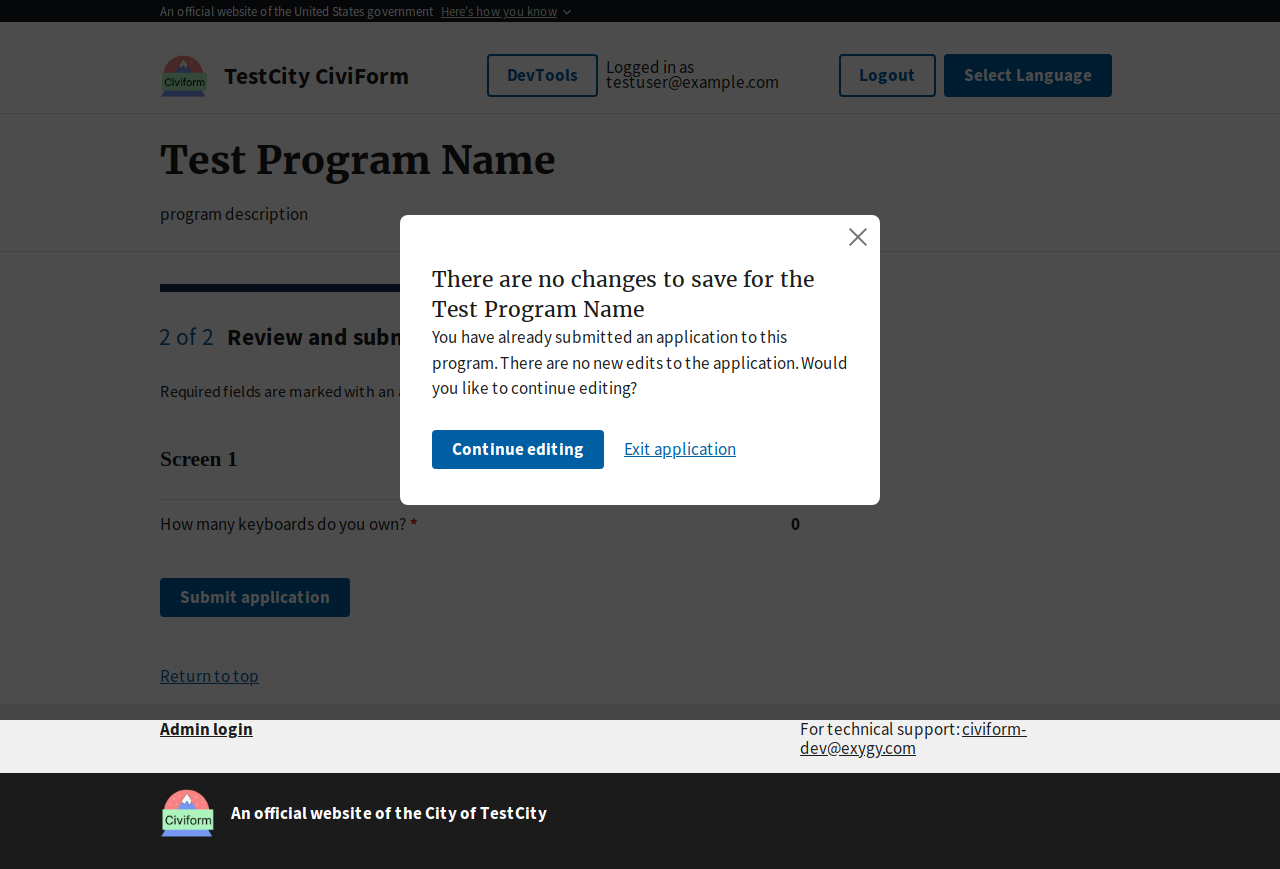 An official website of the United States government Here's how you know
Civiform
TestCity CiviForm
DevTools
Logged in as
testuser@example.com
Logout
Select Language
Test Program Name
program description
There are no changes to save for the
Test Program Name
You have already submitted an application to this
program. There are no new edits to the application. Would
you like to continue editing?
Continue editing
Exit application
2 of 2 Review and subm
Required fields are marked with an
Screen 1
How many keyboards do you own? *
0
Submit application
Return to top
Admin login
For technical support: civiform-
dev@exygy.com
Civiform
An official website of the City of TestCity